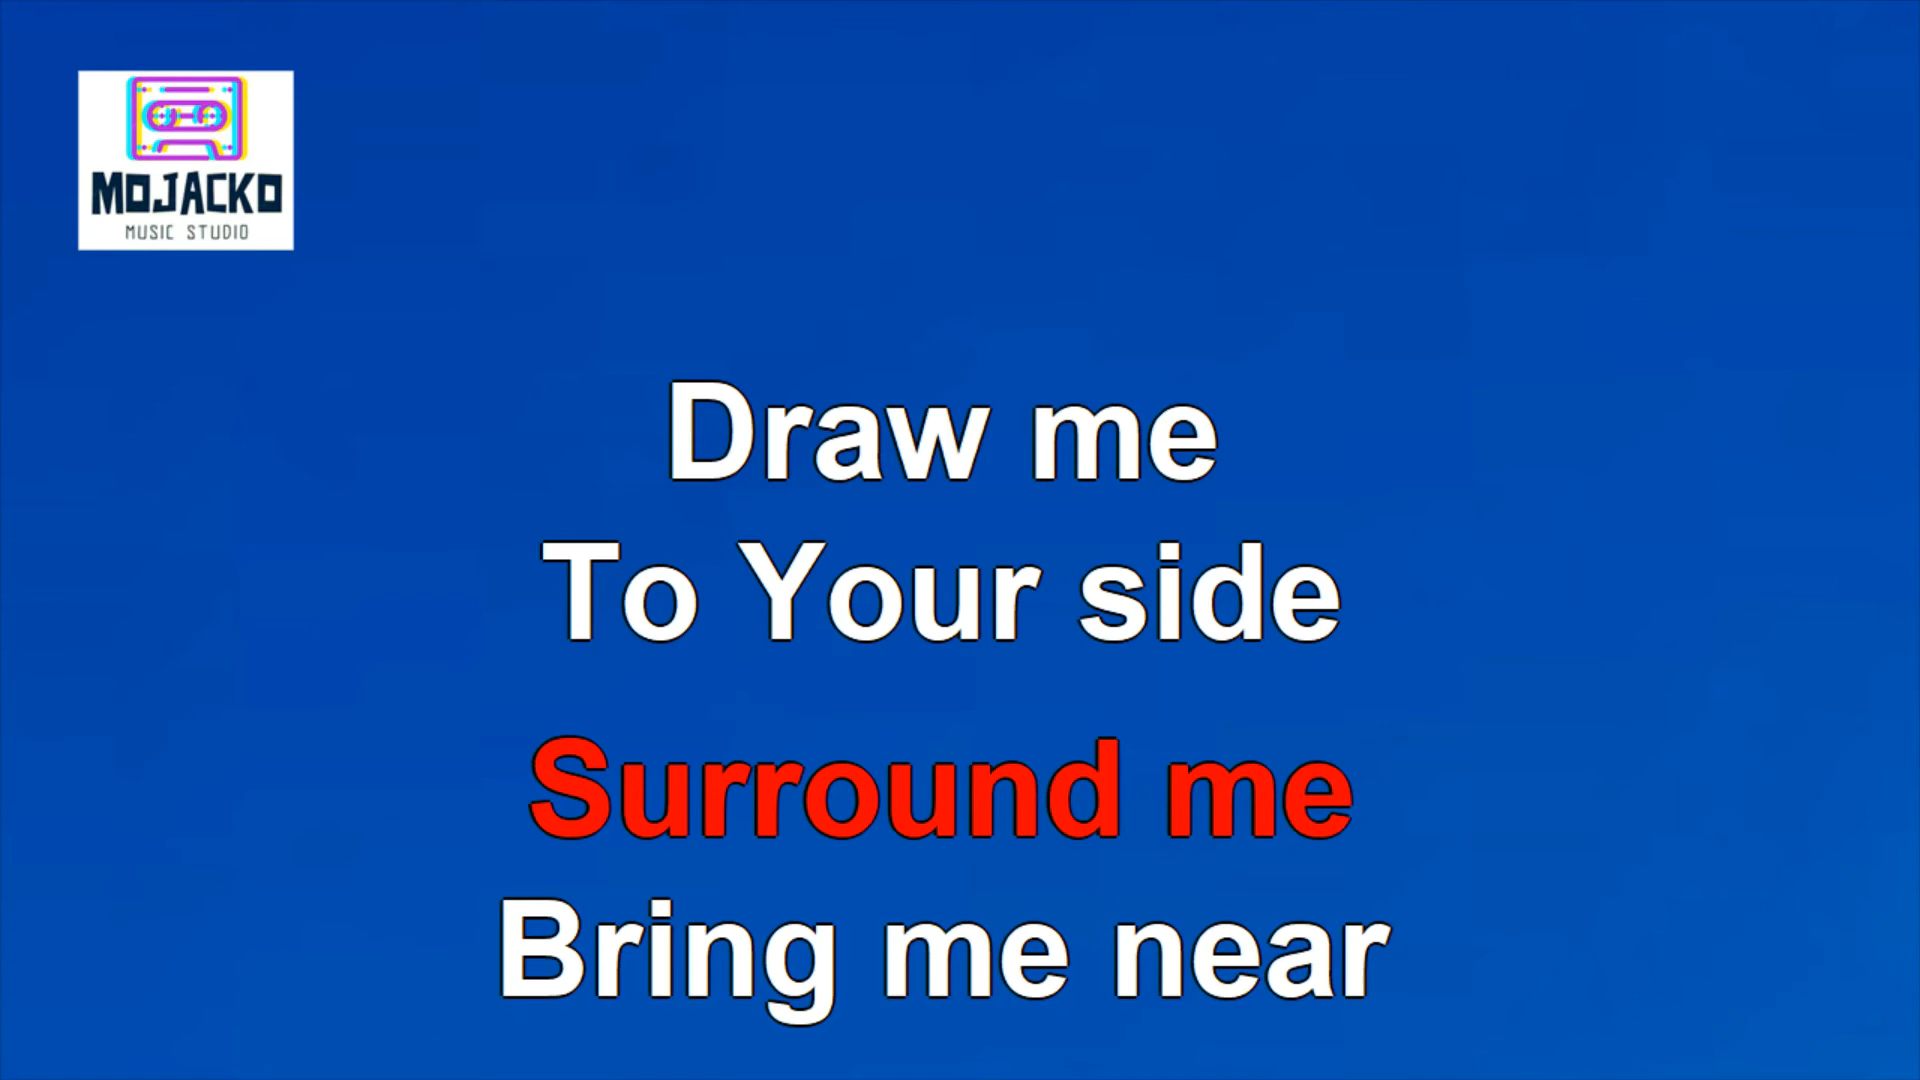 MOJACKO
MUSIC STUDIO
Draw me
To Your side
Surround me
Bring me near